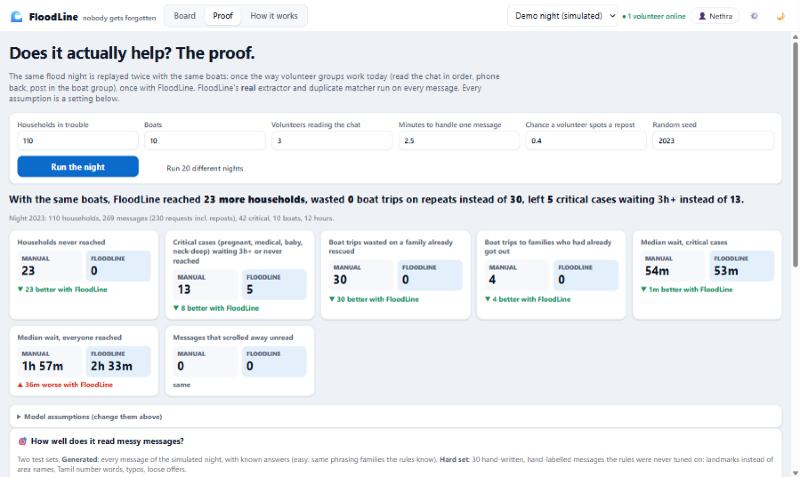 FloodLine nobody gets forgotten Board Proof How it works Demo night (simulated) 1 volunteer online Nethra
Does it actually help? The proof.
The same flood night is replayed twice with the same boats: once the way volunteer groups work today (read the chat in order, phone
back, post in the boat group), once with FloodLine. FloodLine's real extractor and duplicate matcher run on every message. Every
assumption is a setting below.
Households in trouble Boats Volunteers reading the chat Minutes to handle one message Chance a volunteer spots a repost Random seed
110 10 3 2.5 0.4 2023
Run the night Run 20 different nights
With the same boats, FloodLine reached 23 more households, wasted 0 boat trips on repeats instead of 30, left 5 critical cases waiting 3h+ instead of 13.
Night 2023: 110 households, 269 messages (230 requests incl. repeats), 42 critical, 10 boats, 12 hours.
Households never reached
MANUAL FLOODLINE
23 0
▼ 23 better with FloodLine
Critical cases (pregnant, medical, baby,
neck-deep) waiting 3h+ or never
reached
MANUAL FLOODLINE
13 5
▼ 8 better with FloodLine
Boat trips wasted on a family already
rescued
MANUAL FLOODLINE
30 0
▼ 30 better with FloodLine
Boat trips to families who had already
got out
MANUAL FLOODLINE
4 0
▼ 4 better with FloodLine
Median wait, critical cases
MANUAL FLOODLINE
54m 53m
▼ 1m better with FloodLine
Median wait, everyone reached
MANUAL FLOODLINE
1h 57m 2h 33m
▲ 36m worse with FloodLine
Messages that scrolled away unread
MANUAL FLOODLINE
0 0
same
▸ Model assumptions (change them above)
How well does it read messy messages?
Two test sets. Generated: every message of the simulated night, with known answers (easy: same phrasing families the rules know). Hard set: 30 hand-written, hand-labelled messages the rules were never tuned on: landmarks instead of
area names, Tamil number words, typos, loose offers.